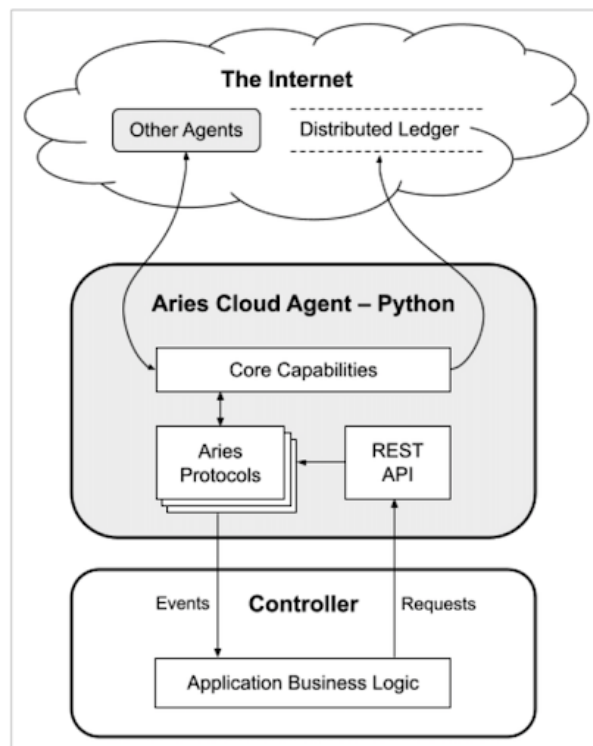 The Internet
Other Agents
Distributed Ledger
Aries Cloud Agent – Python
Core Capabilities
Aries
Protocols
REST
API
Events
Controller
Requests
Application Business Logic